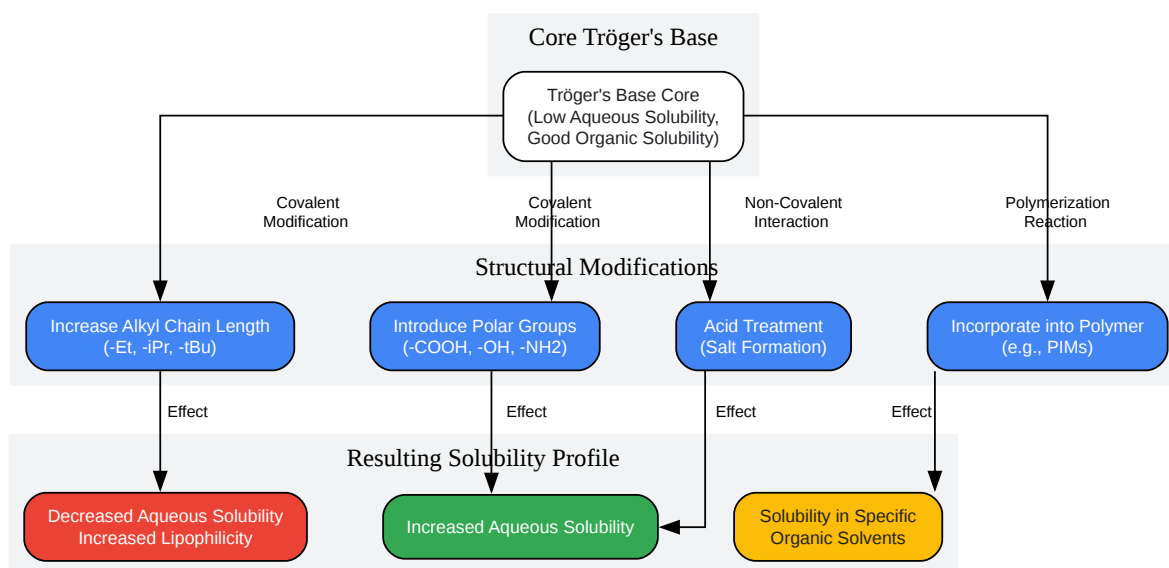 Core Tröger's Base
Tröger's Base Core
(Low Aqueous Solubility,
Good Organic Solubility)
Covalent
Modification
Covalent
Modification
Non-Covalent
Interaction
Polymerization
Reaction
Structural Modifications
Increase Alkyl Chain Length
(-Et, -iPr, -tBu)
Introduce Polar Groups
(-COOH, -OH, -NH2)
Acid Treatment
(Salt Formation)
Incorporate into Polymer
(e.g., PIMs)
Effect
Effect
Effect
Effect
Resulting Solubility Profile
Decreased Aqueous Solubility
Increased Lipophilicity
Increased Aqueous Solubility
Solubility in Specific
Organic Solvents